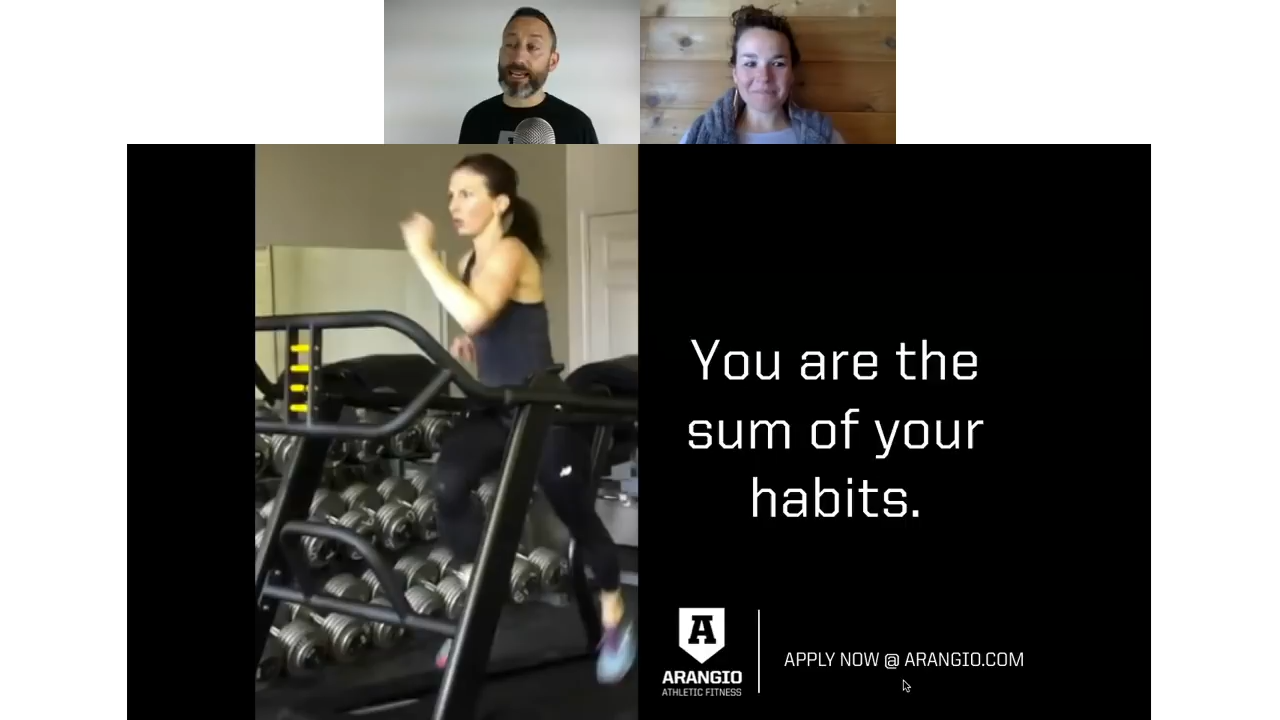 You are the
sum of your
habits.
A
ARANGIO
ATHLETIC FITNESS
APPLY NOW @ ARANGIO.COM